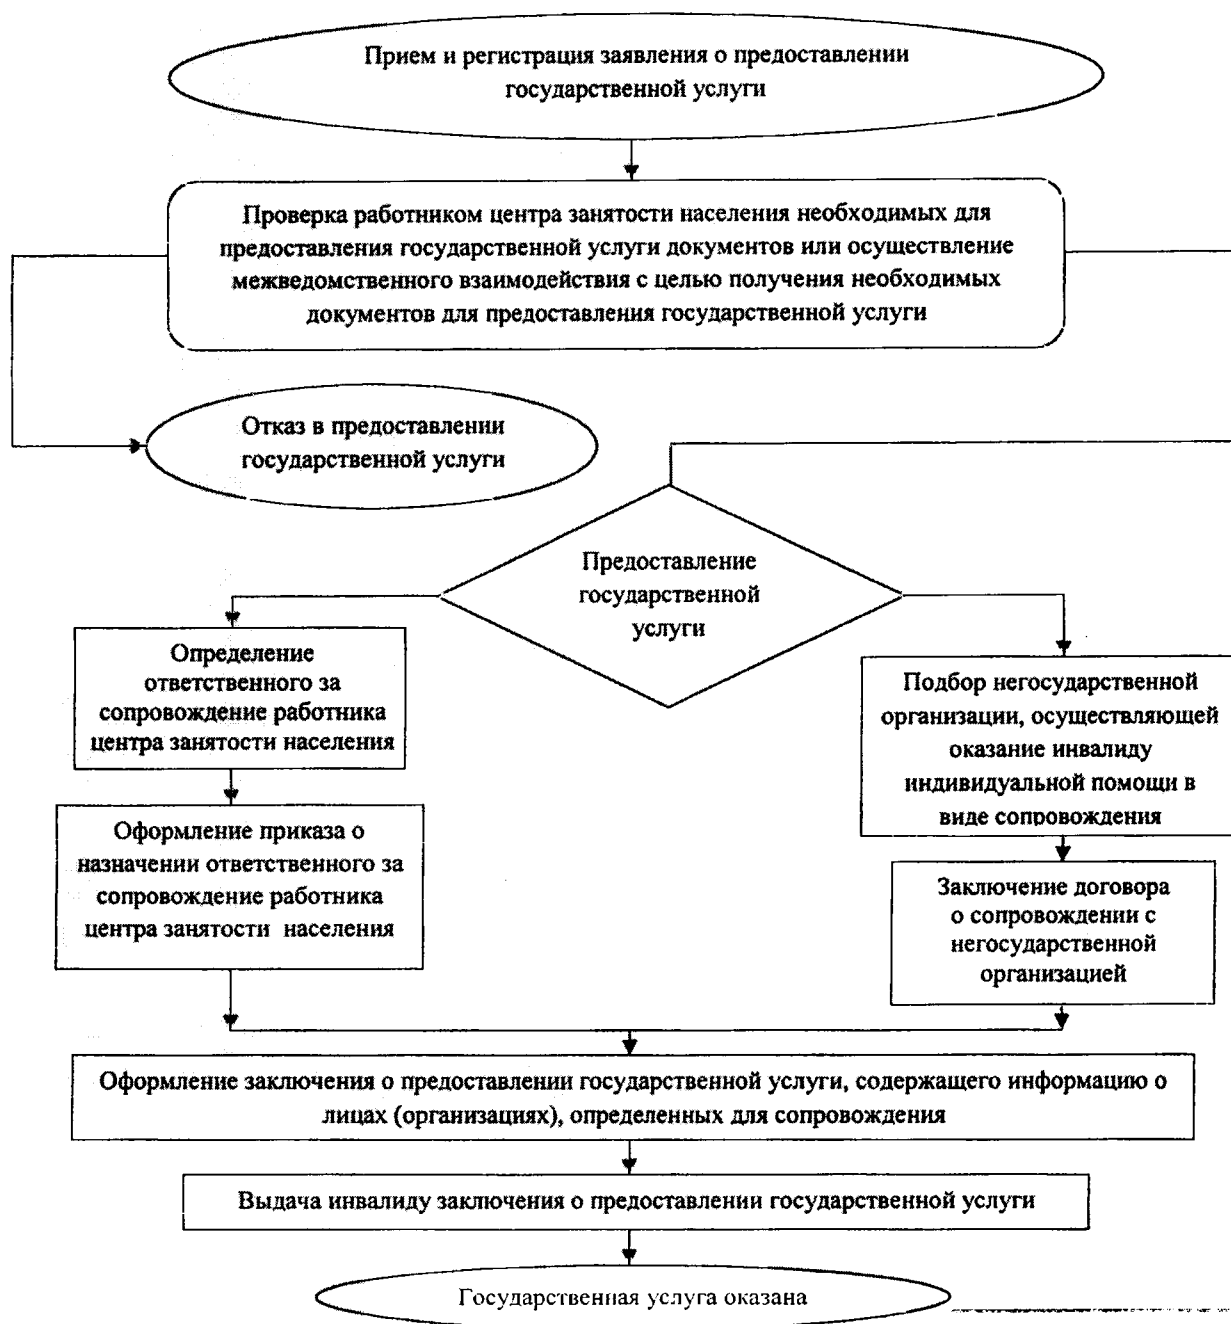 Прием и регистрация заявления о предоставлении
государственной услуги
Проверка работником центра занятости населения необходимых для
предоставления государственной услуги документов или осуществление
межведомственного взаимодействия с целью получения необходимых
документов для предоставления государственной услуги
Отказ в предоставлении
государственной услуги
Предоставление
государственной
услуги
Определение
ответственного за
сопровождение работника
центра занятости населения
Оформление приказа о
назначении ответственного за
сопровождение работника
центра занятости населения
Подбор негосударственной
организации, осуществляющей
оказание инвалиду
индивидуальной помощи в
виде сопровождения
Заключение договора
о сопровождении с
негосударственной
организацией
Оформление заключения о предоставлении государственной услуги, содержащего информацию о
лицах (организациях), определенных для сопровождения
Выдача инвалиду заключения о предоставлении государственной услуги
Государственная услуга оказана